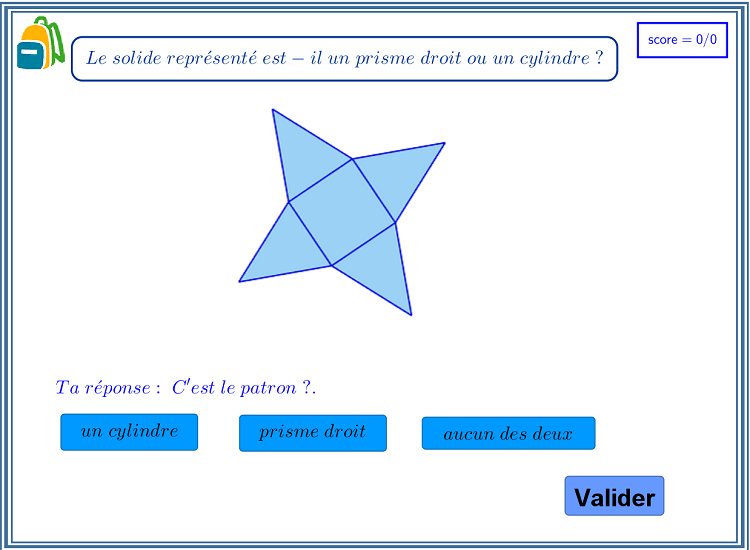 score = 0/0
Le solide représenté est − il un prisme droit ou un cylindre ?
Ta réponse : C′est le patron ?.
un cylindre
prisme droit
aucun des deux
Valider